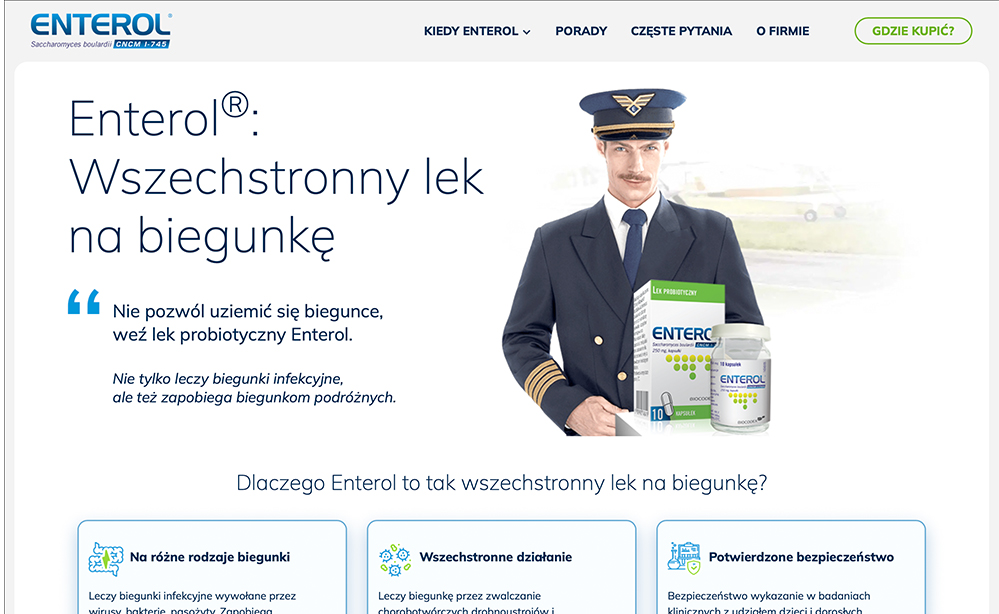 ENTEROL®
Saccharomyces boulardii CNCM I-745
KIEDY ENTEROL
PORADY
CZĘSTE PYTANIA
O FIRMIE
GDZIE KUPIĆ?
Enterol®:
Wszechstronny lek
na biegunkę
“
Nie pozwól uziemić się biegunce,
weź lek probiotyczny Enterol.
Nie tylko leczy biegunki infekcyjne,
ale też zapobiega biegunkom podróżnych.
LEK PROBIOTYCZNY
ENTERO
Saccharomyces boulardii CNCM I-
250 mg, kapsułki
10 KAPSUŁEK
BIOCODEX
10 kapsułek
ENTEROL
BIOCODEX
Dlaczego Enterol to tak wszechstronny lek na biegunkę?
Na różne rodzaje biegunki
Leczy biegunki infekcyjne wywołane przez
wirusy, bakterie, pasożyty. Zapobiega
Wszechstronne działanie
Leczy biegunkę przez zwalczanie
chorobotwórczych drobnoustrojów i
Potwierdzone bezpieczeństwo
Bezpieczeństwo wykazanie w badaniach
klinicznych z udziałem dzieci i dorosłych.